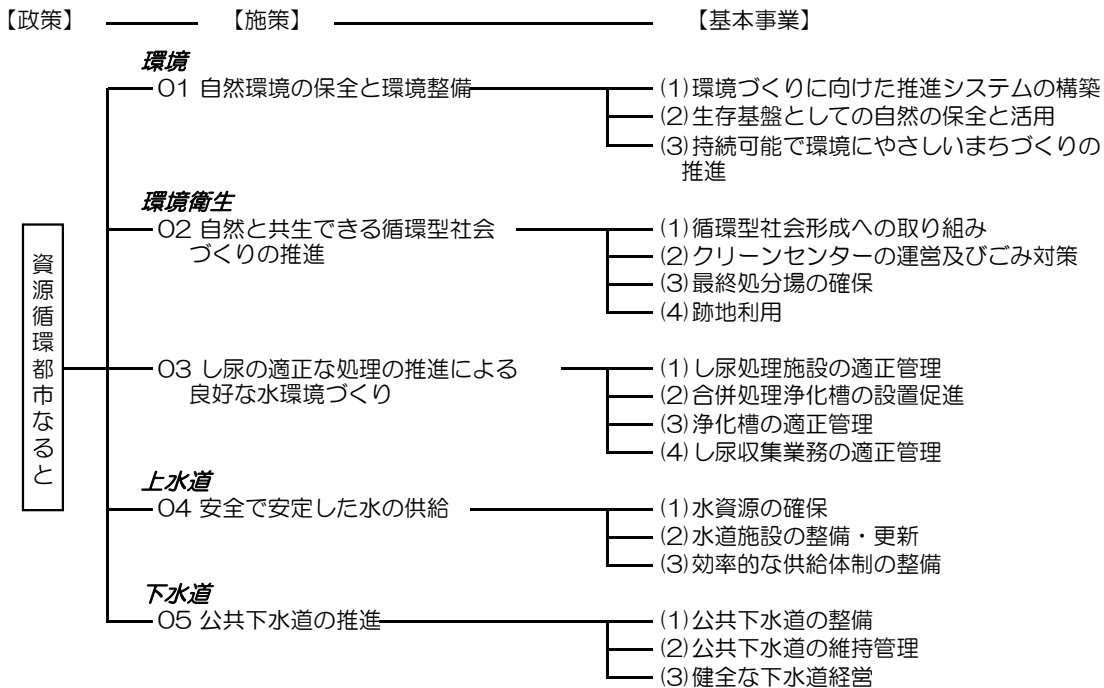 【政策】 【施策】 【基本事業】
環境
01 自然環境の保全と環境整備
(1)環境づくりに向けた推進システムの構築
(2)生存基盤としての自然の保全と活用
(3)持続可能で環境にやさしいまちづくりの
推進
環境衛生
02 自然と共生できる循環型社会
づくりの推進
(1)循環型社会形成への取り組み
(2)クリーンセンターの運営及びごみ対策
(3)最終処分場の確保
(4)跡地利用
資源循環都市なると
03 し尿の適正な処理の推進による
良好な水環境づくり
(1)し尿処理施設の適正管理
(2)合併処理浄化槽の設置促進
(3)浄化槽の適正管理
(4)し尿収集業務の適正管理
上水道
04 安全で安定した水の供給
(1)水資源の確保
(2)水道施設の整備・更新
(3)効率的な供給体制の整備
下水道
05 公共下水道の推進
(1)公共下水道の整備
(2)公共下水道の維持管理
(3)健全な下水道経営